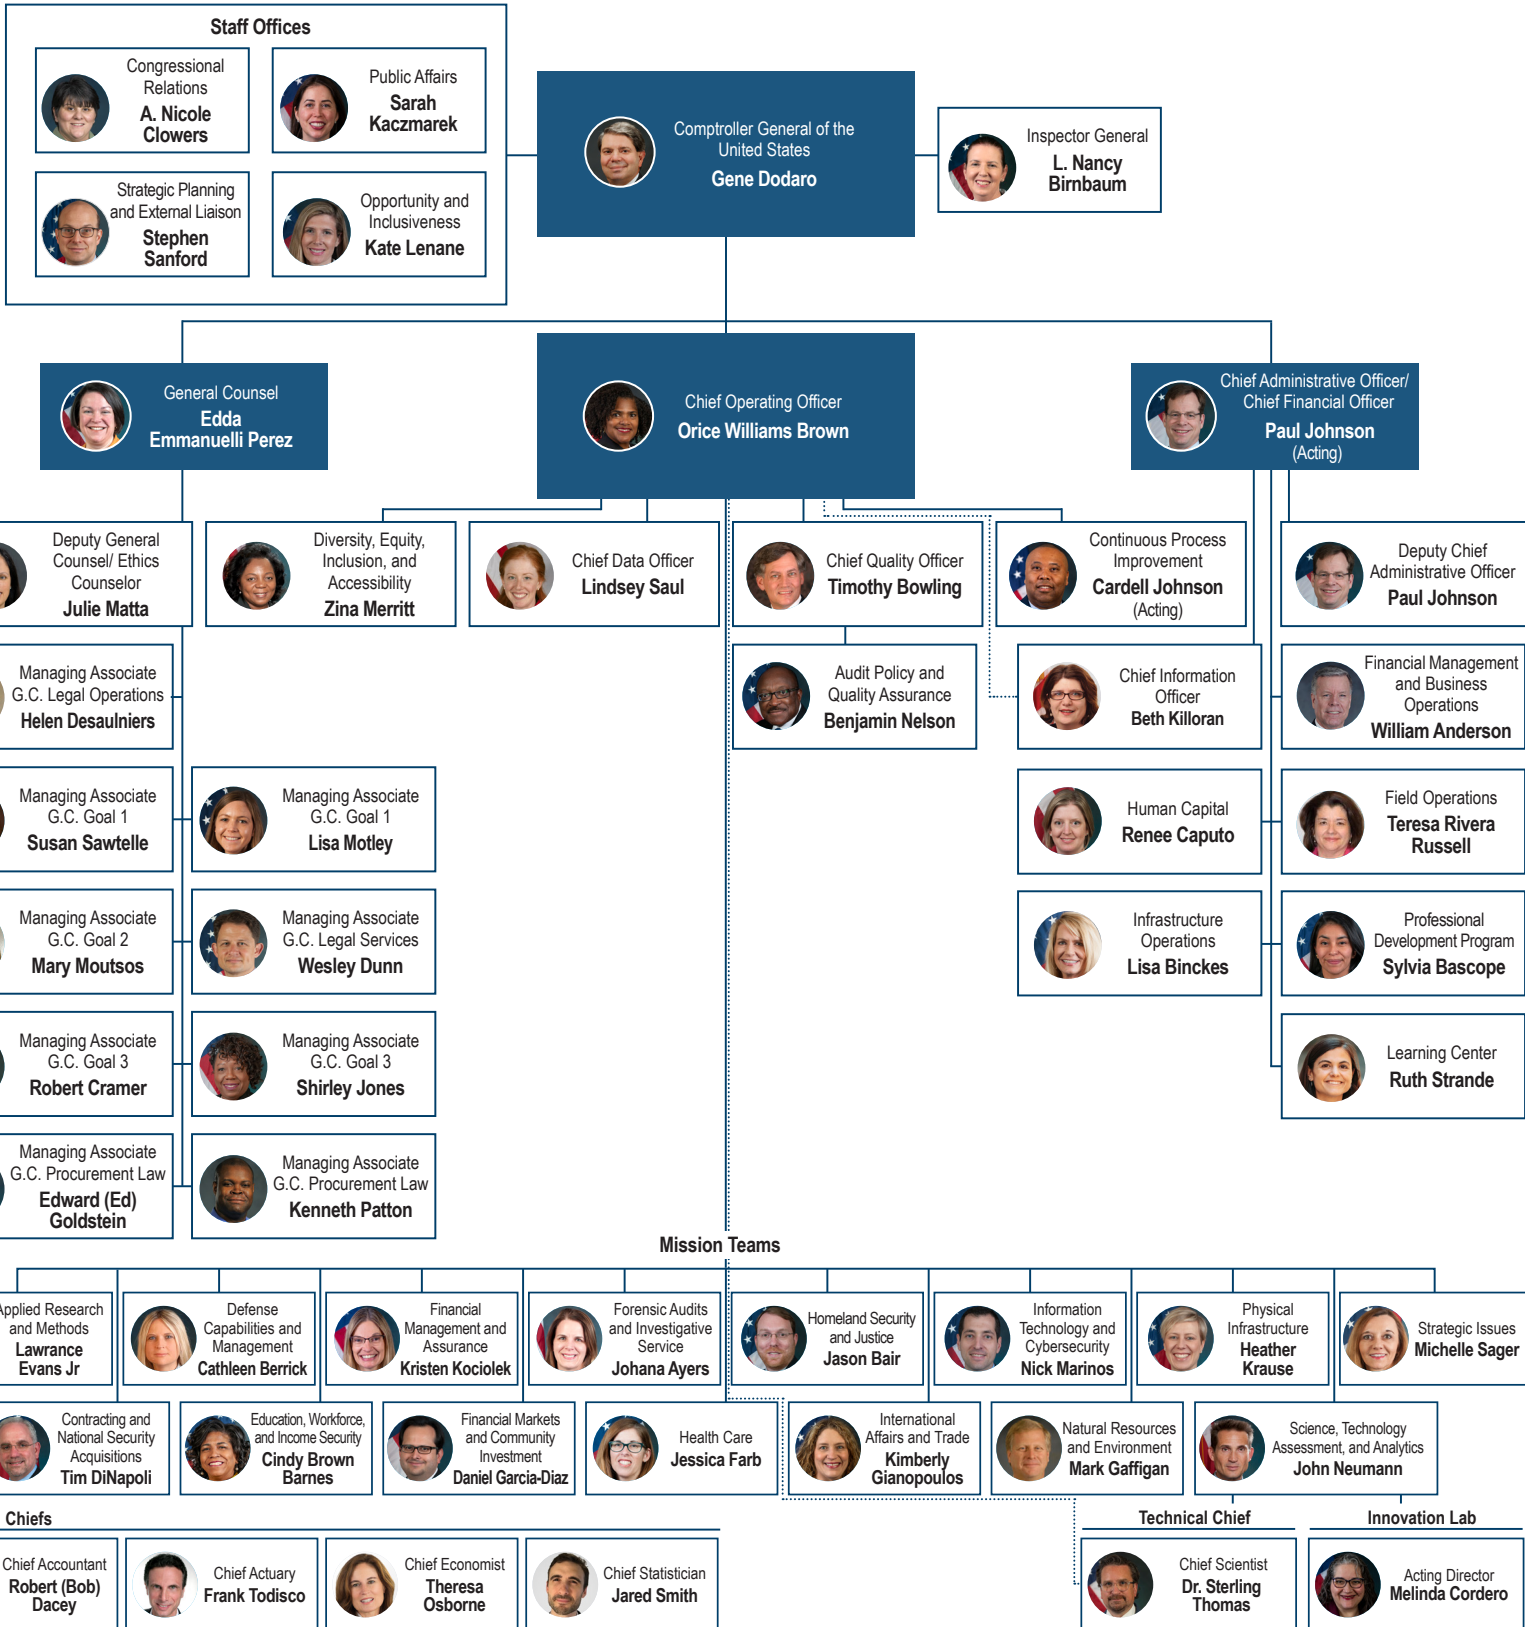 Staff Offices
Congressional
Relations
A. Nicole
Clowers
Public Affairs
Sarah
Kaczmarek
Strategic Planning
and External Liaison
Stephen
Sanford
Opportunity and
Inclusiveness
Kate Lenane
Comptroller General of the
United States
Gene Dodaro
Inspector General
L. Nancy
Birnbaum
General Counsel
Edda
Emmanuelli Perez
Chief Operating Officer
Orice Williams Brown
Chief Administrative Officer/
Chief Financial Officer
Paul Johnson
(Acting)
Deputy General
Counsel/ Ethics
Counselor
Julie Matta
Diversity, Equity,
Inclusion, and
Accessibility
Zina Merritt
Chief Data Officer
Lindsey Saul
Chief Quality Officer
Timothy Bowling
Continuous Process
Improvement
Cardell Johnson
(Acting)
Deputy Chief
Administrative Officer
Paul Johnson
Managing Associate
G.C. Legal Operations
Helen Desaulniers
Audit Policy and
Quality Assurance
Benjamin Nelson
Chief Information
Officer
Beth Killoran
Financial Management
and Business
Operations
William Anderson
Managing Associate
G.C. Goal 1
Susan Sawtelle
Managing Associate
G.C. Goal 1
Lisa Motley
Human Capital
Renee Caputo
Field Operations
Teresa Rivera
Russell
Managing Associate
G.C. Goal 2
Mary Moutsos
Managing Associate
G.C. Legal Services
Wesley Dunn
Infrastructure
Operations
Lisa Binckes
Professional
Development Program
Sylvia Bascope
Managing Associate
G.C. Goal 3
Robert Cramer
Managing Associate
G.C. Goal 3
Shirley Jones
Learning Center
Ruth Strande
Managing Associate
G.C. Procurement Law
Edward (Ed)
Goldstein
Managing Associate
G.C. Procurement Law
Kenneth Patton
Mission Teams
Applied Research
and Methods
Lawrance
Evans Jr
Defense
Capabilities and
Management
Cathleen Berrick
Financial
Management and
Assurance
Kristen Kociolek
Forensic Audits
and Investigative
Service
Johana Ayers
Homeland Security
and Justice
Jason Bair
Information
Technology and
Cybersecurity
Nick Marinos
Physical
Infrastructure
Heather
Krause
Strategic Issues
Michelle Sager
Contracting and
National Security
Acquisitions
Tim DiNapoli
Education, Workforce,
and Income Security
Cindy Brown
Barnes
Financial Markets
and Community
Investment
Daniel Garcia-Diaz
Health Care
Jessica Farb
International
Affairs and Trade
Kimberly
Gianopoulos
Natural Resources
and Environment
Mark Gaffigan
Science, Technology
Assessment, and Analytics
John Neumann
Chiefs
Chief Accountant
Robert (Bob)
Dacey
Chief Actuary
Frank Todisco
Chief Economist
Theresa
Osborne
Chief Statistician
Jared Smith
Technical Chief
Chief Scientist
Dr. Sterling
Thomas
Innovation Lab
Acting Director
Melinda Cordero